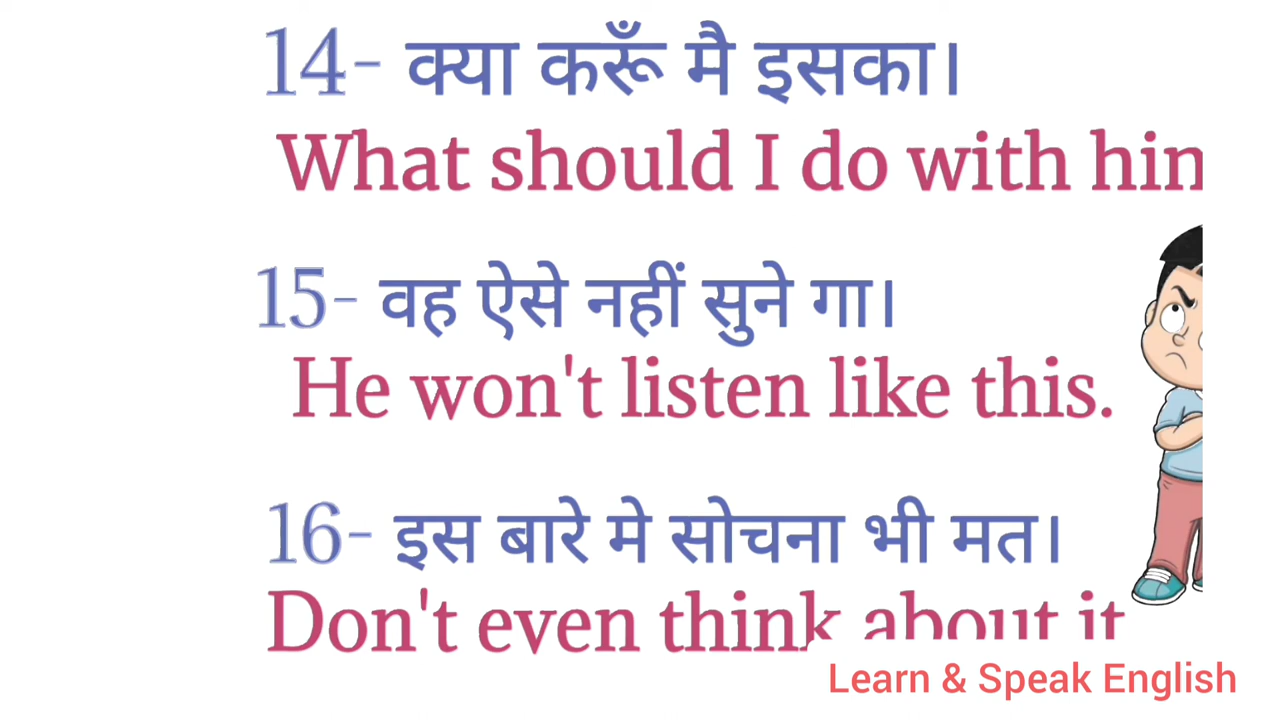 14- क्या करूँ मै इसका।
What should I do with
15- वह ऐसे नहीं सुने गा।
He won't listen like this.
16- इस बारे मे सोचना भी मत।
Don't even think about it
Learn & Speak English